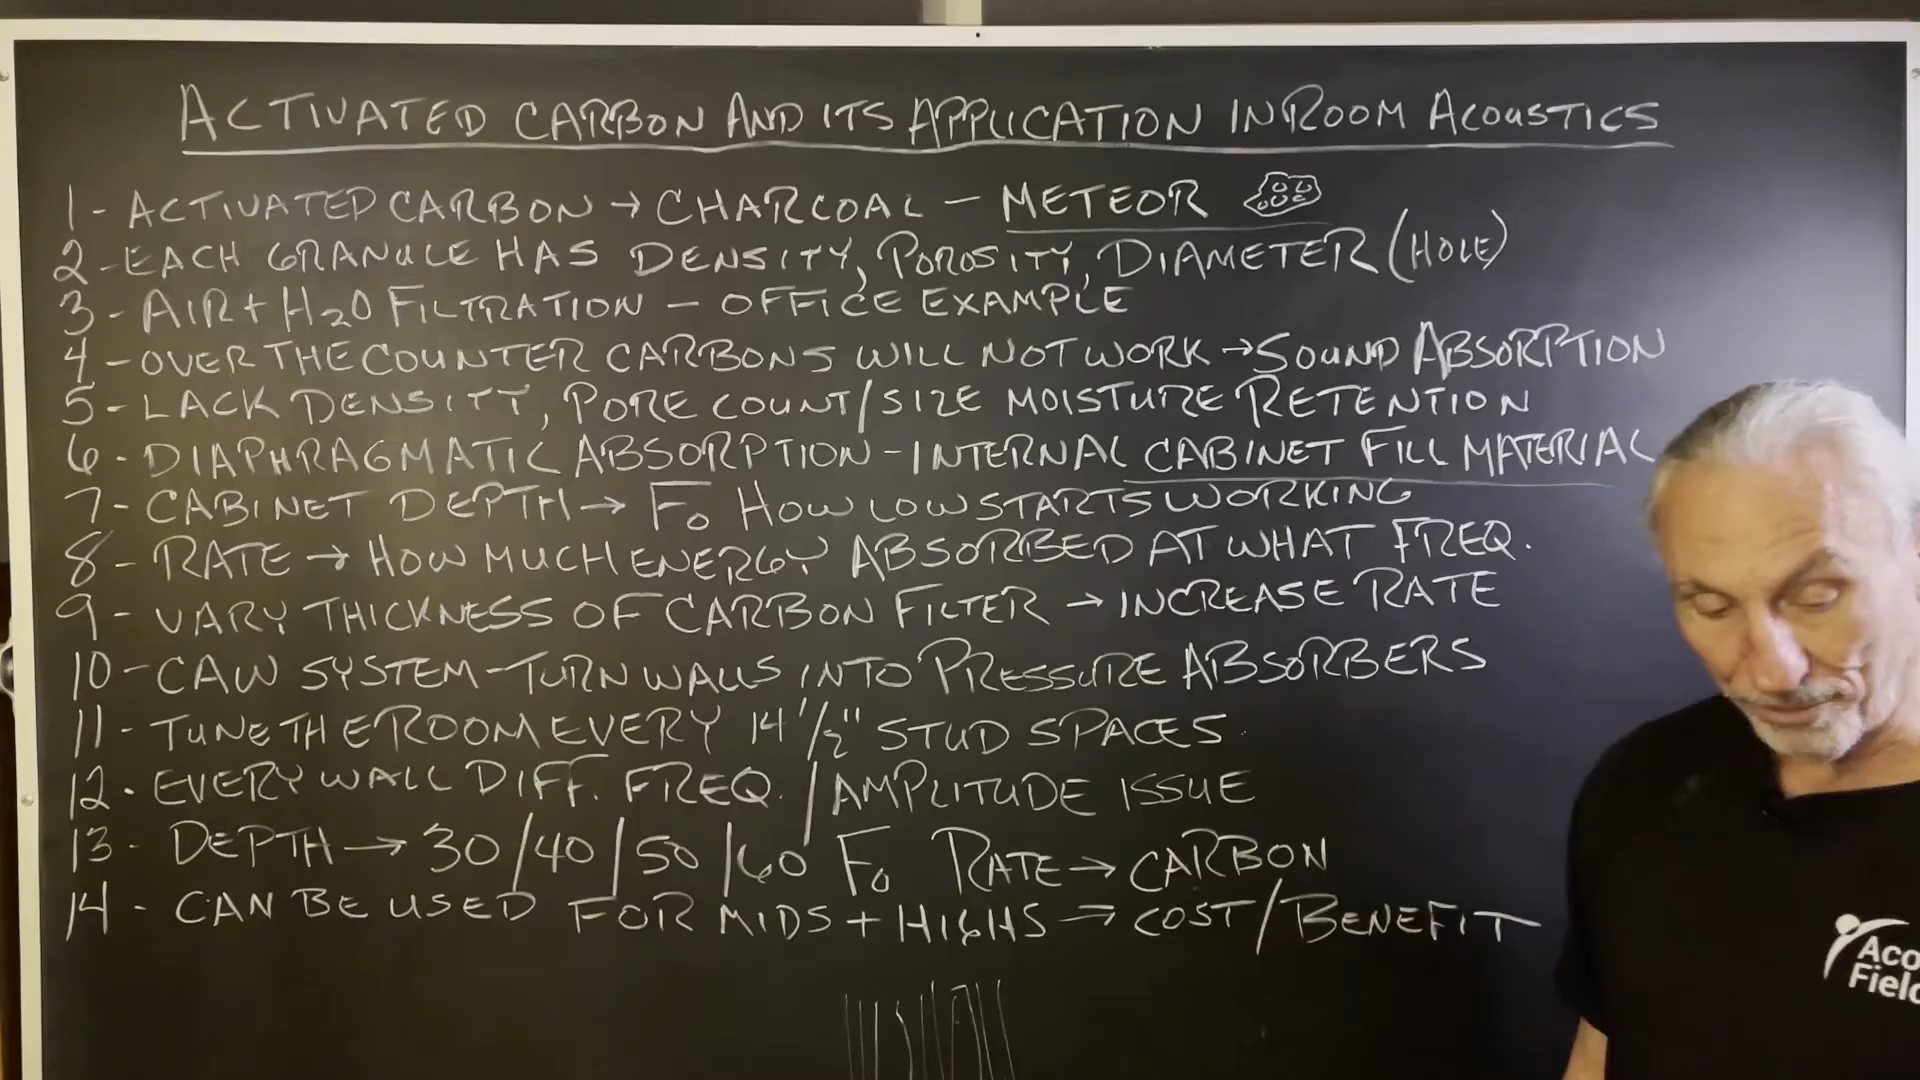 ACTIVATED CARBON AND ITS APPLICATION IN ROOM ACOUSTICS
1 - ACTIVATED CARBON → CHARCOAL - METEOR
2 - EACH GRANULE HAS DENSITY, POROSITY, DIAMETER (HOLE)
3 - AIR + H2O FILTRATION - OFFICE EXAMPLE
4 - OVER THE COUNTER CARBONS WILL NOT WORK → SOUND ABSORPTION
5 - LACK DENSITY, PORE COUNT/SIZE MOISTURE RETENTION
6 - DIAPHRAGMATIC ABSORPTION - INTERNAL CABINET FILL MATERIAL
7 - CABINET DEPTH → Fo HOW LOW STARTS WORKING
8 - RATE → HOW MUCH ENERGY ABSORBED AT WHAT FREQ.
9 - VARY THICKNESS OF CARBON FILTER → INCREASE RATE
10 - CAW SYSTEM - TURN WALLS INTO PRESSURE ABSORBERS
11 - TUNE THE ROOM EVERY 14 1/2" STUD SPACES
12 - EVERY WALL DIFF. FREQ. / AMPLITUDE ISSUE
13 - DEPTH → 30/40/50/60 Fo RATE → CARBON
14 - CAN BE USED FOR MIDS + HIGHS → COST/BENEFIT
Aco
Fiel